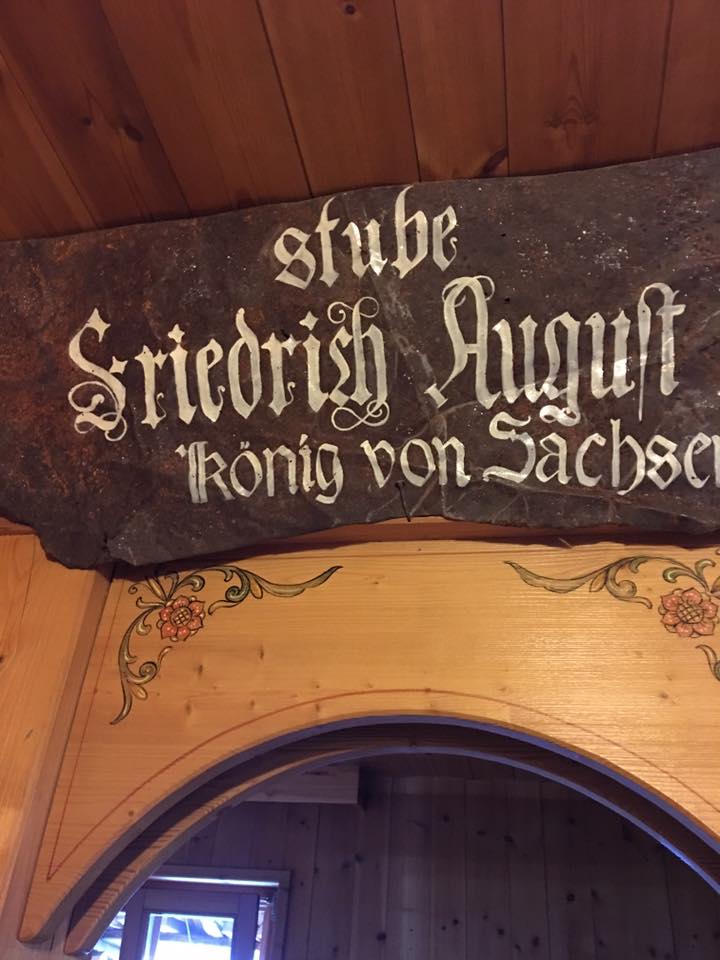 stube
Friedrich August
könig von Sachsen